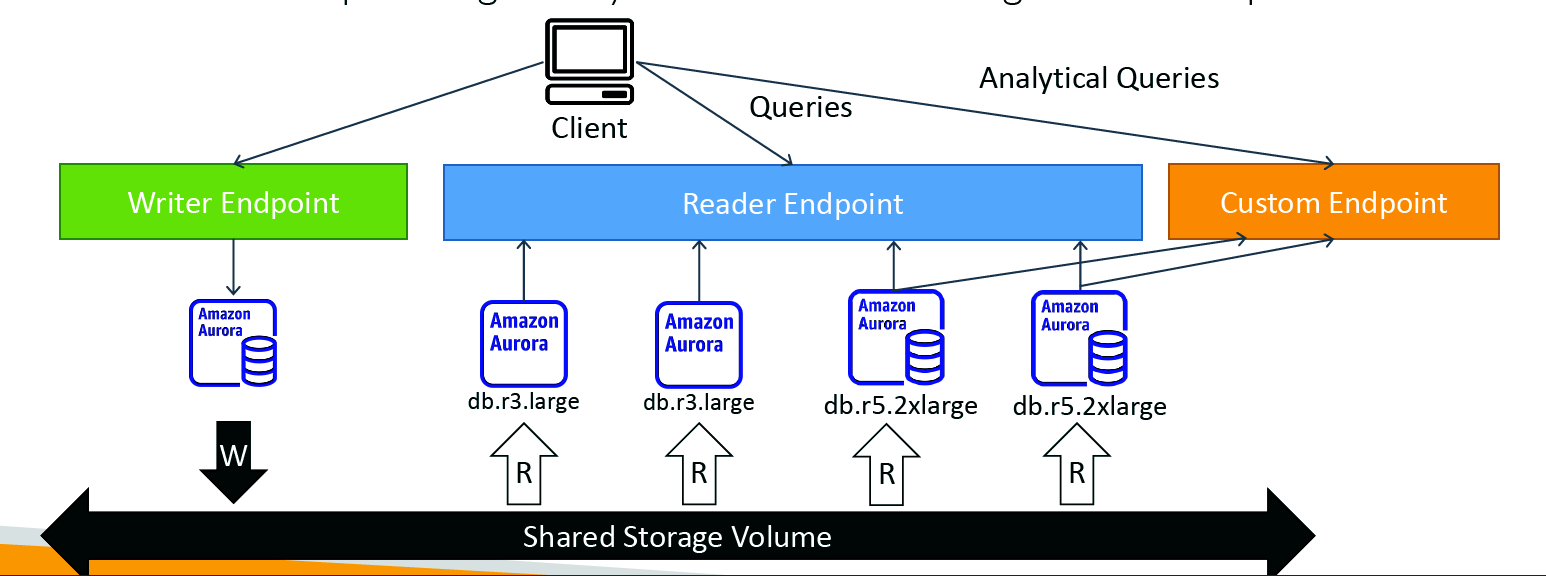 Client
Queries
Analytical Queries
Writer Endpoint
Reader Endpoint
Custom Endpoint
Amazon
Aurora
Amazon
Aurora
db.r3.large
Amazon
Aurora
db.r3.large
Amazon
Aurora
db.r5.2xlarge
Amazon
Aurora
db.r5.2xlarge
W
R
R
R
R
Shared Storage Volume